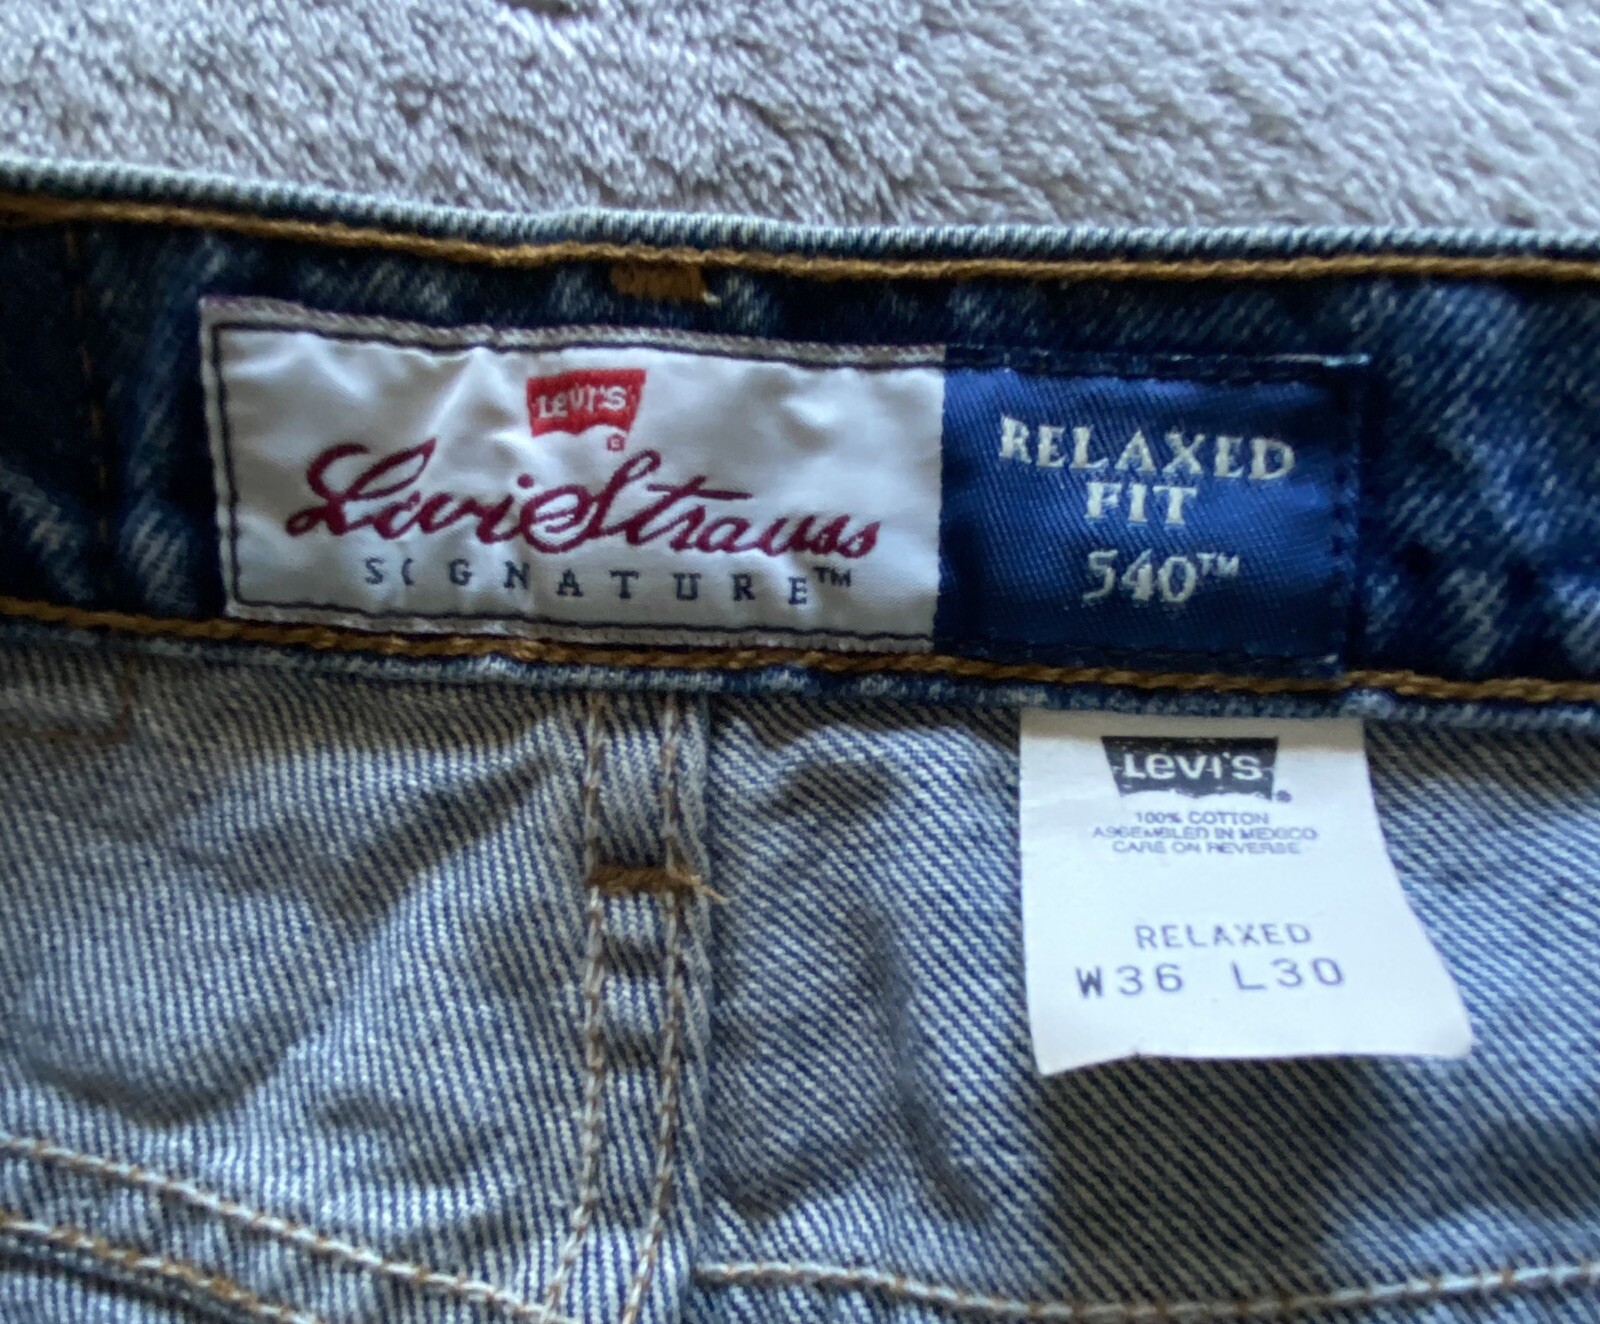 LEVI'S
®
Levi Strauss
SIGNATURE™
RELAXED
FIT
540™
Levi's®
100% COTTON
ASSEMBLED IN MEXICO
CARE ON REVERSE
RELAXED
W36 L30